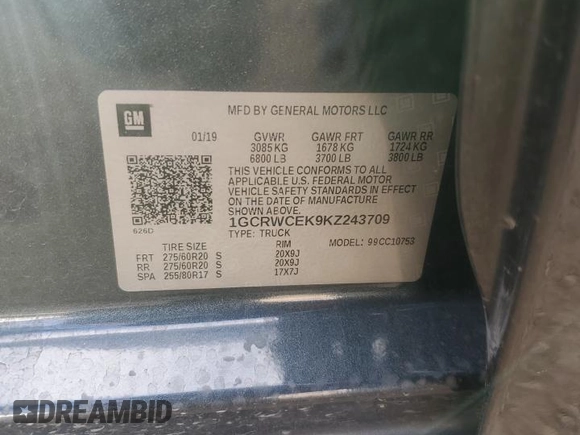 GM
MFD BY GENERAL MOTORS LLC
01/19 GVWR GAWR FRT GAWR RR
3085 KG 1678 KG 1724 KG
6800 LB 3700 LB 3800 LB
THIS VEHICLE CONFORMS TO ALL
APPLICABLE U.S. FEDERAL MOTOR
VEHICLE SAFETY STANDARDS IN EFFECT
ON THE DATE OF MANUFACTURE
SHOWN ABOVE.
1GCRWCEK9KZ243709
626D TYPE: TRUCK MODEL: 99CC10753
TIRE SIZE RIM
FRT 275/60R20 S 20X9J
RR 275/60R20 S 20X9J
SPA 255/80R17 S 17X7J
DREAMBID